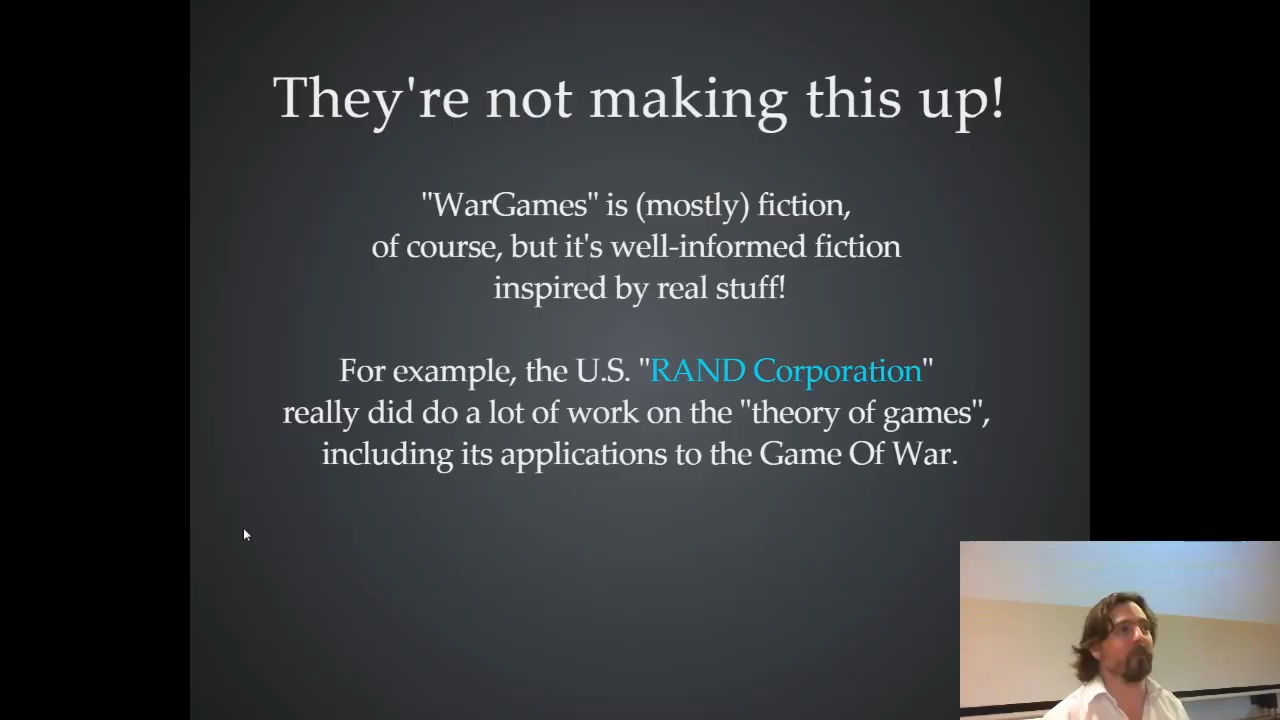 They're not making this up!
"WarGames" is (mostly) fiction,
of course, but it's well-informed fiction
inspired by real stuff!
For example, the U.S. "RAND Corporation"
really did do a lot of work on the "theory of games",
including its applications to the Game Of War.